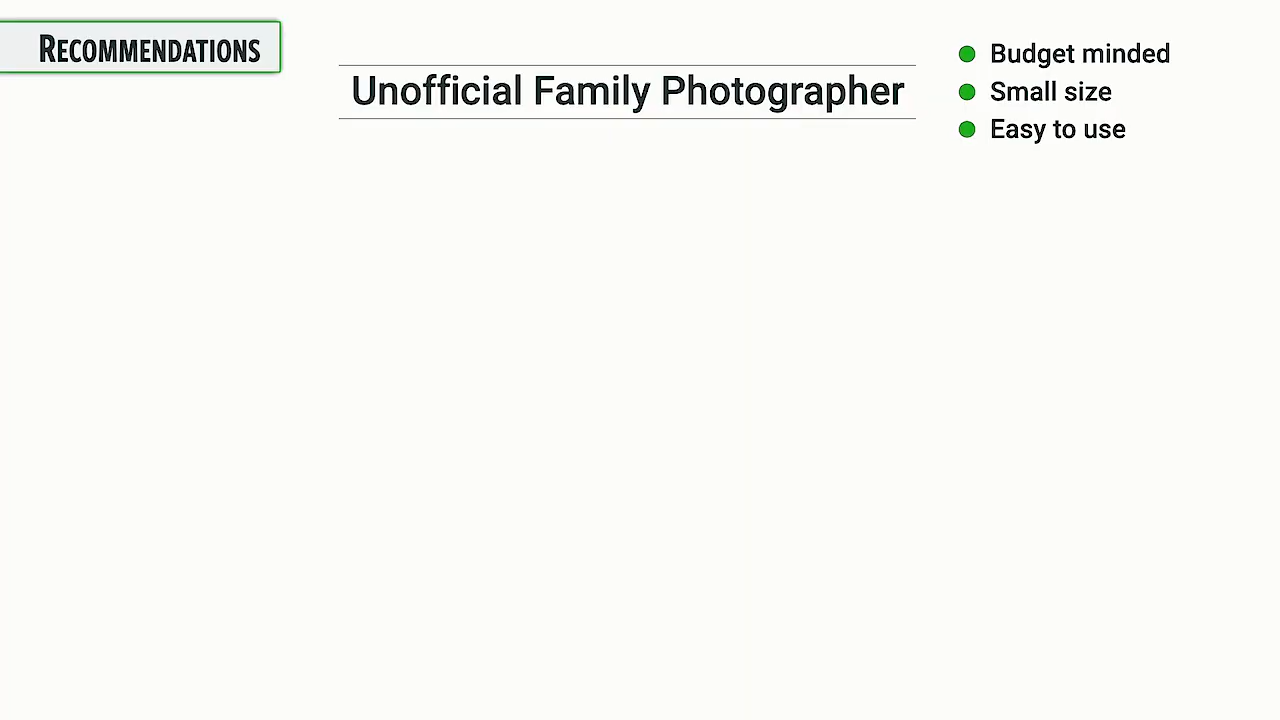 RECOMMENDATIONS
Unofficial Family Photographer
Budget minded
Small size
Easy to use